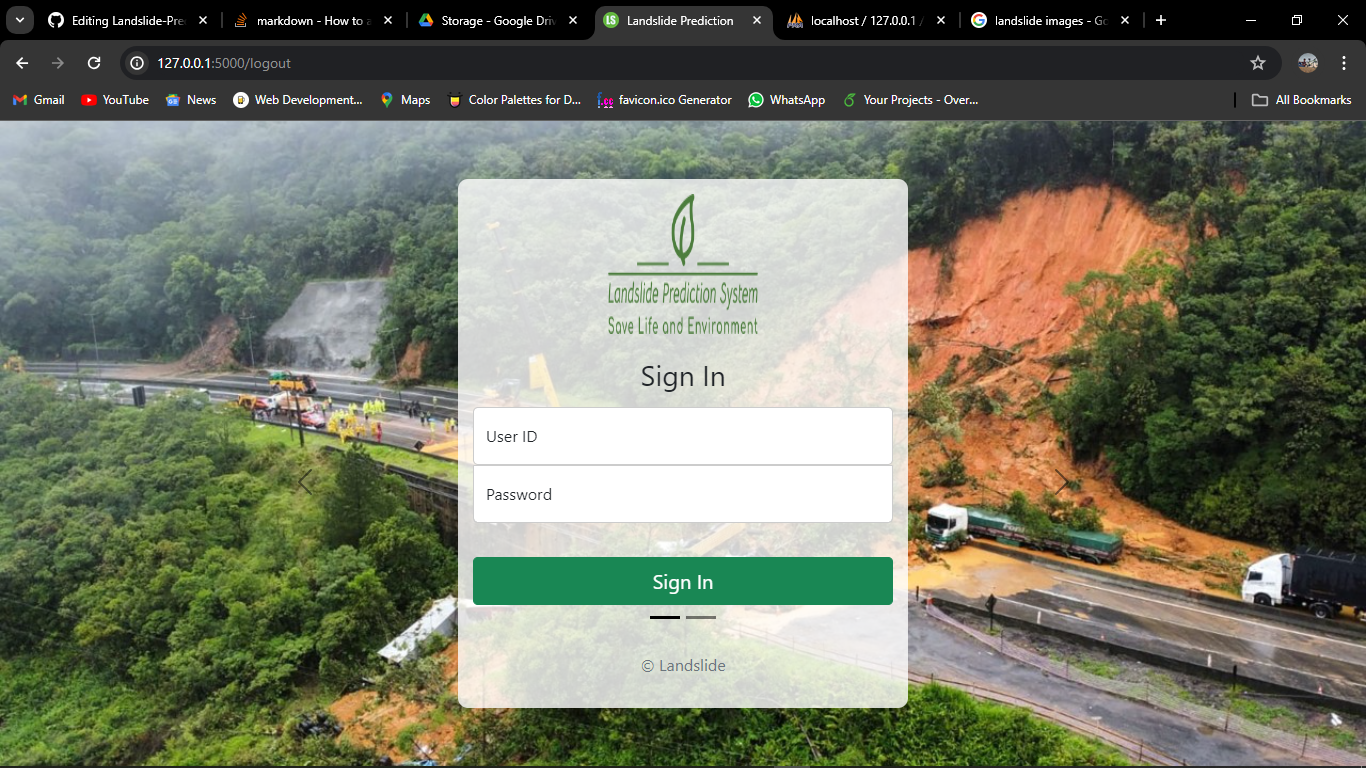 Editing Landslide-Pre
markdown - How to a
Storage - Google Driv
LS Landslide Prediction
localhost / 127.0.0.1 /
landslide images - Go
127.0.0.1:5000/logout
Gmail
YouTube
News
Web Development...
Maps
Color Palettes for D...
favicon.ico Generator
WhatsApp
Your Projects - Over...
All Bookmarks
Landslide Prediction System
Save Life and Environment
Sign In
User ID
Password
Sign In
© Landslide